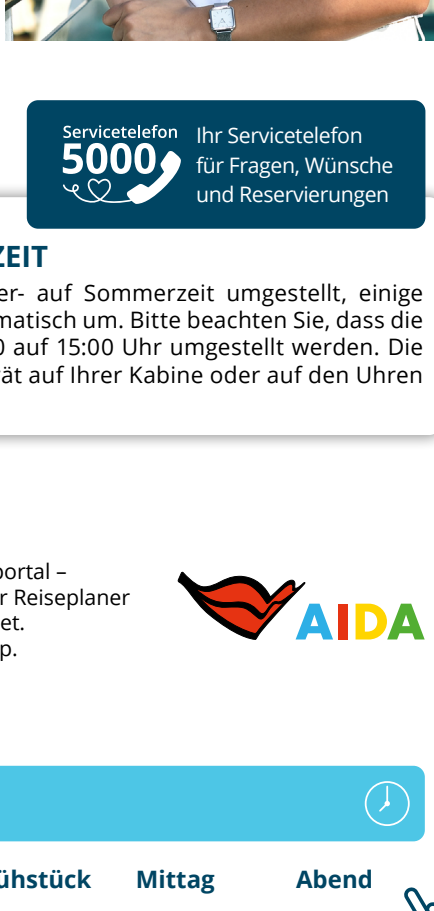 Servicetelefon
5000
Ihr Servicetelefon
für Fragen, Wünsche
und Reservierungen
ZEIT
er- auf Sommerzeit umgestellt, einige
matisch um. Bitte beachten Sie, dass die
0 auf 15:00 Uhr umgestellt werden. Die
rät auf Ihrer Kabine oder auf den Uhren
portal –
r Reiseplaner
et.
p.
AIDA
ühstück Mittag Abend